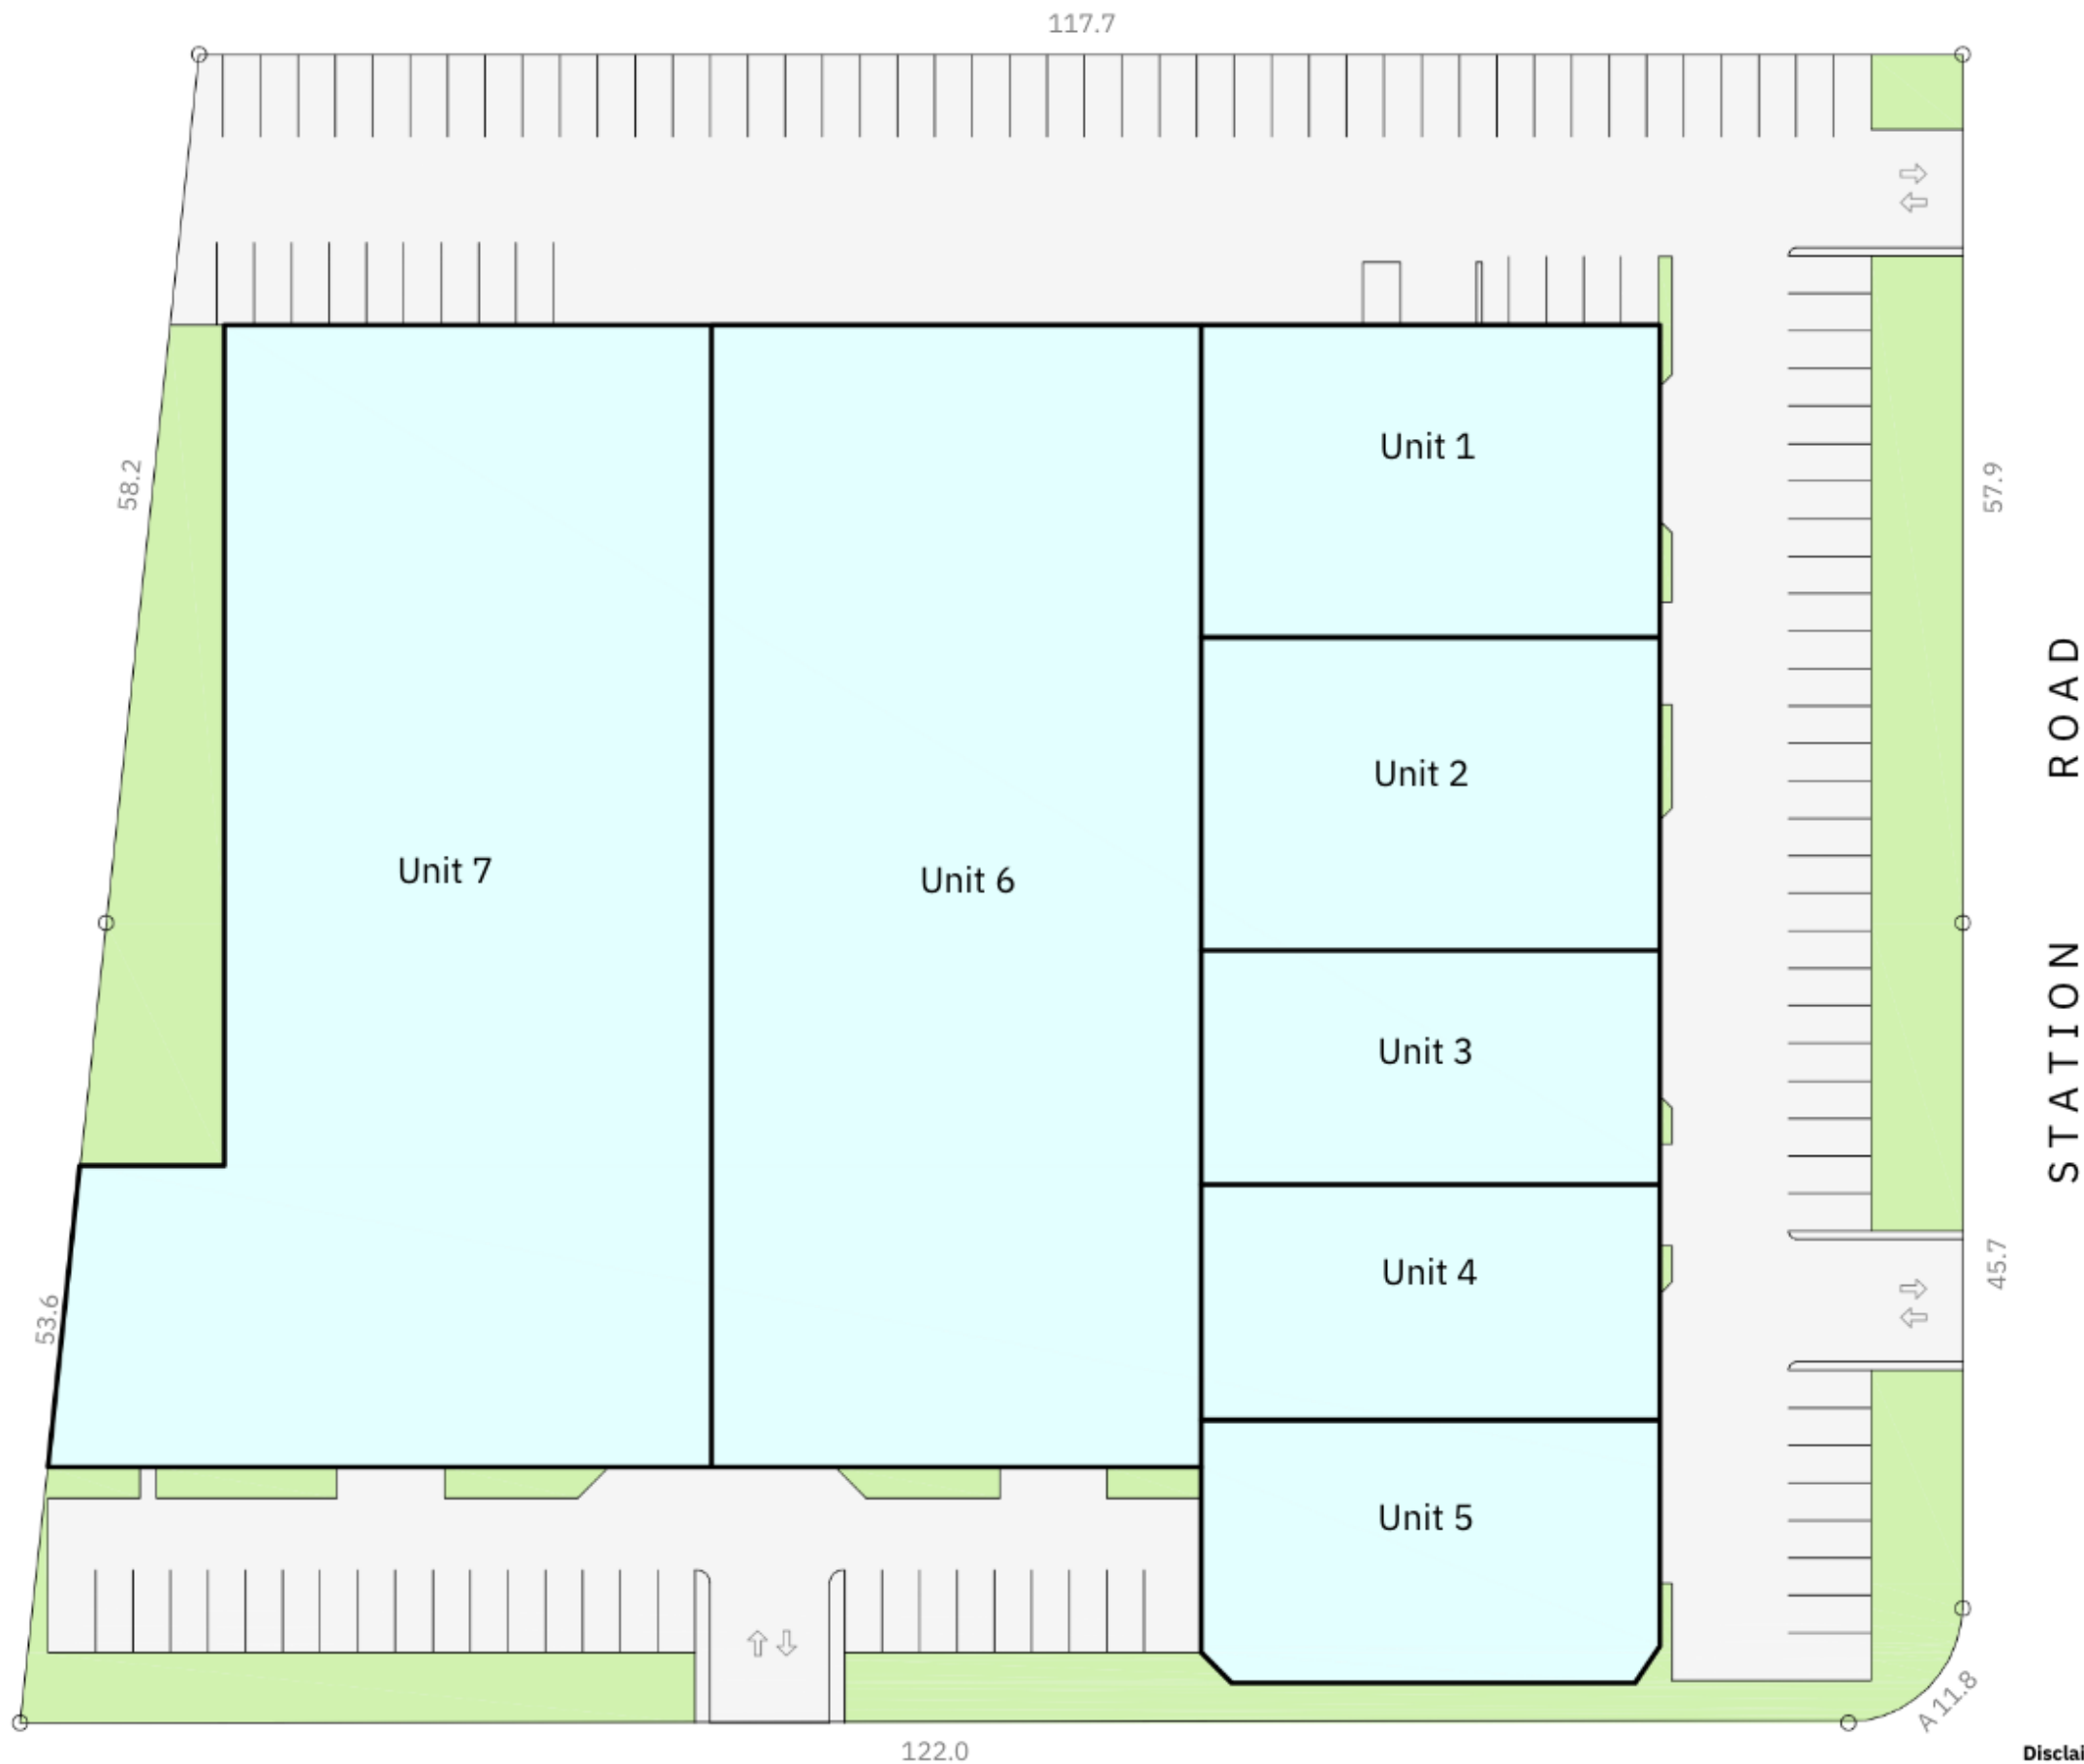 117.7
Unit 1
58.2
57.9
Unit 2
ROAD
Unit 7
Unit 6
Unit 3
STATION
Unit 4
45.7
53.6
Unit 5
A 11.8
122.0
Disclai